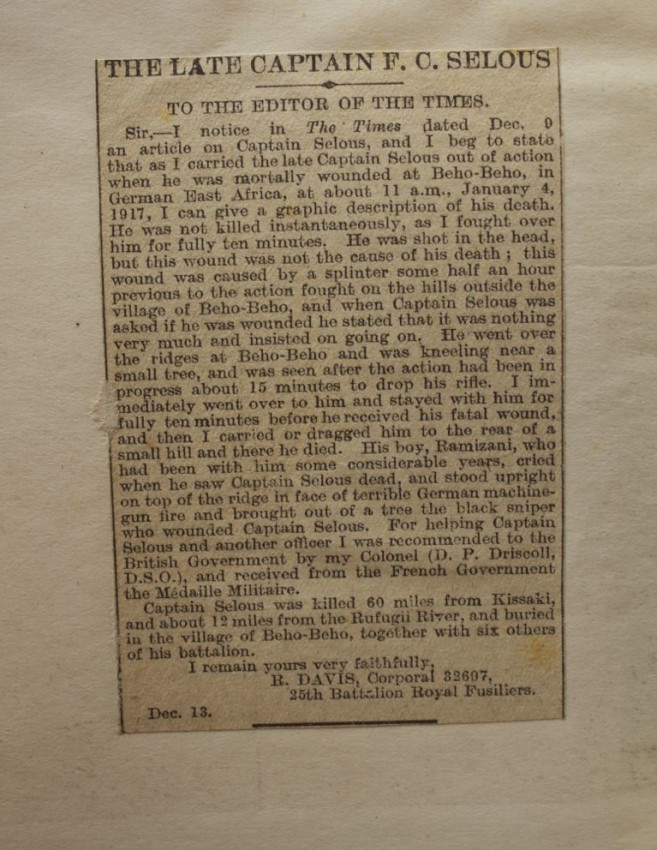 THE LATE CAPTAIN F. C. SELOUS
TO THE EDITOR OF THE TIMES.
Sir,—I notice in The Times dated Dec. 9
an article on Captain Selous, and I beg to state
that as I carried the late Captain Selous out of action
when he was mortally wounded at Beho-Beho, in
German East Africa, at about 11 a.m., January 4,
1917, I can give a graphic description of his death.
He was not killed instantaneously, as I fought over
him for fully ten minutes. He was shot in the head,
but this wound was not the cause of his death ; this
wound was caused by a splinter some half an hour
previous to the action fought on the hills outside the
village of Beho-Beho, and when Captain Selous was
asked if he was wounded he stated that it was nothing
very much and insisted on going on. He went over
the ridges at Beho-Beho and was kneeling near a
small tree, and was seen after the action had been in
progress about 15 minutes to drop his rifle. I im-
mediately went over to him and stayed with him for
fully ten minutes before he received his fatal wound,
and then I carried or dragged him to the rear of a
small hill and there he died. His boy, Ramizani, who
had been with him some considerable years, cried
when he saw Captain Selous dead, and stood upright
on top of the ridge in face of terrible German machine-
gun fire and brought out of a tree the black sniper
who wounded Captain Selous. For helping Captain
Selous and another officer I was recommended to the
British Government by my Colonel (D. P. Driscoll,
D.S.O.), and received from the French Government
the Médaille Militaire.
Captain Selous was killed 60 miles from Kissaki,
and about 12 miles from the Rufugii River, and buried
in the village of Beho-Beho, together with six others
of his battalion.
I remain yours very faithfully,
R. DAVIS, Corporal 32697,
25th Battalion Royal Fusiliers.
Dec. 13.